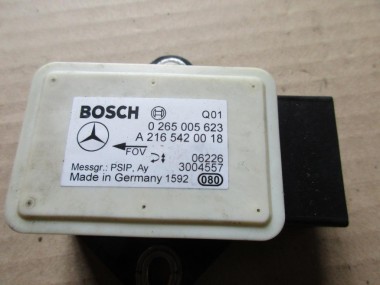 BOSCH Q01
0 265 005 623
A 216 542 00 18
FOV 06226
Messgr.: PSIP, Ay 3004557
Made in Germany 1592 080